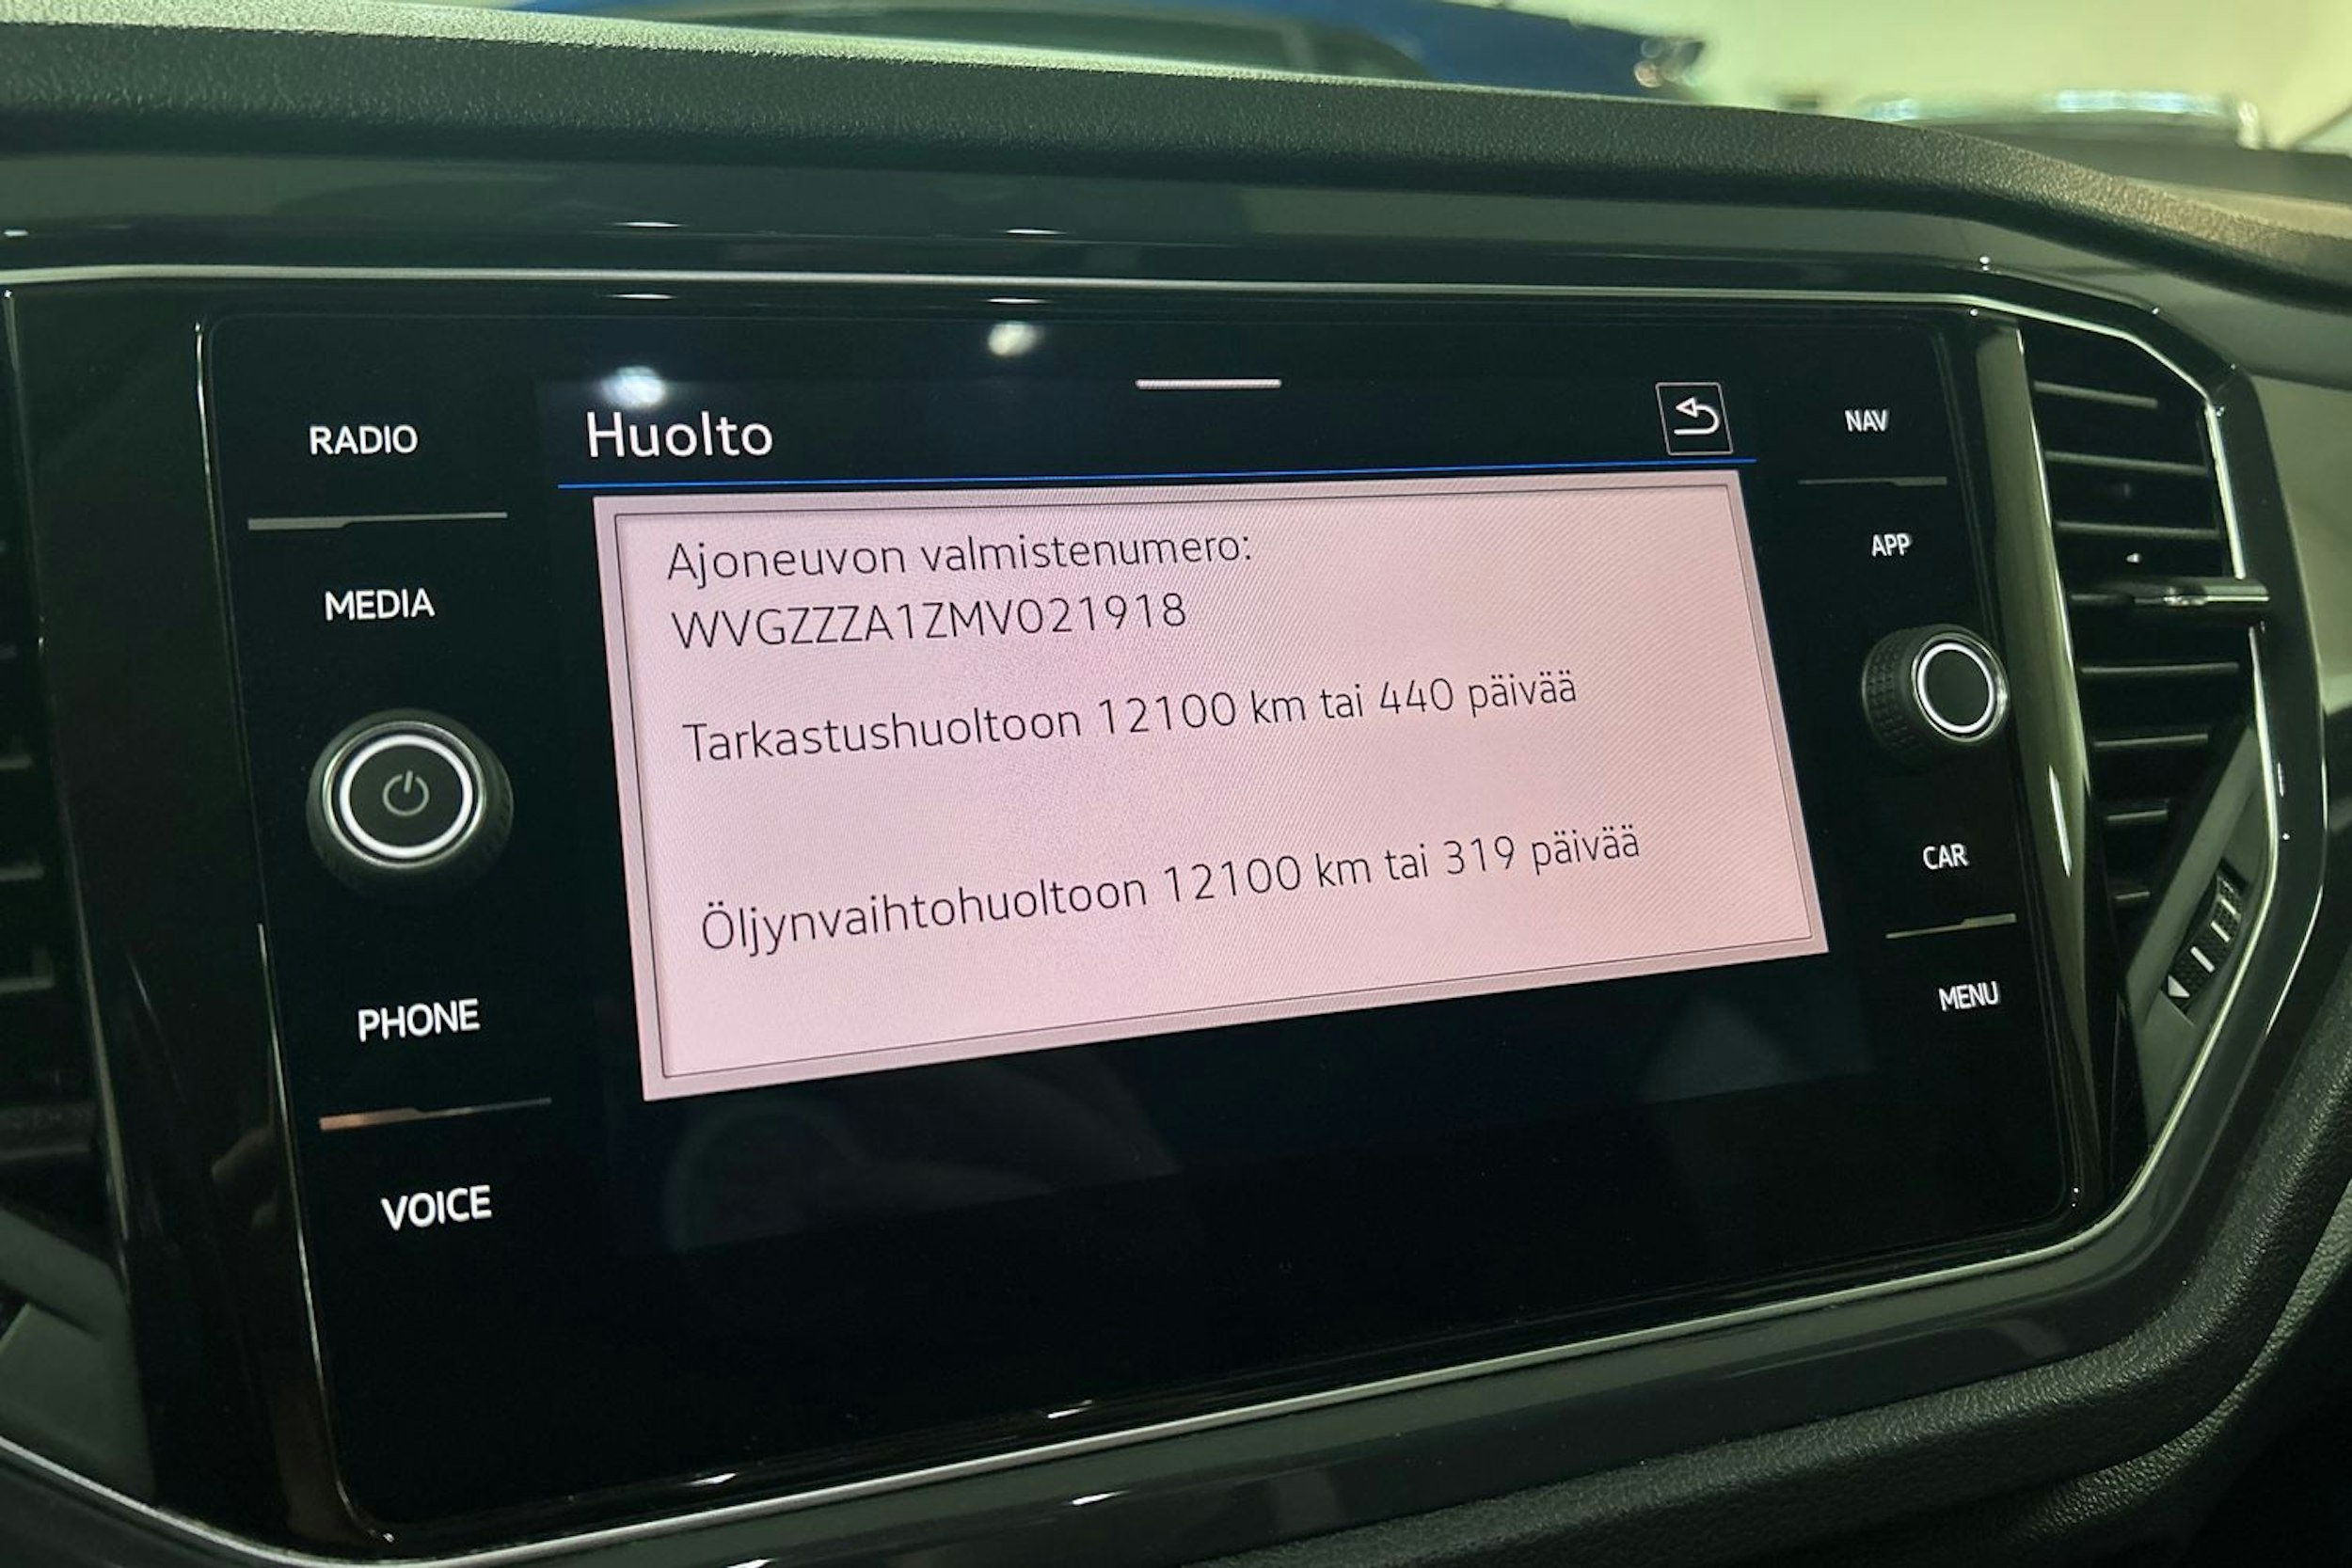 Huolto
RADIO
MEDIA
PHONE
VOICE
Ajoneuvon valmistenumero:
WVGZZZA1ZMV021918
Tarkastushuoltoon 12100 km tai 440 päivää
Öljynvaihtohuoltoon 12100 km tai 319 päivää
NAV
APP
CAR
MENU